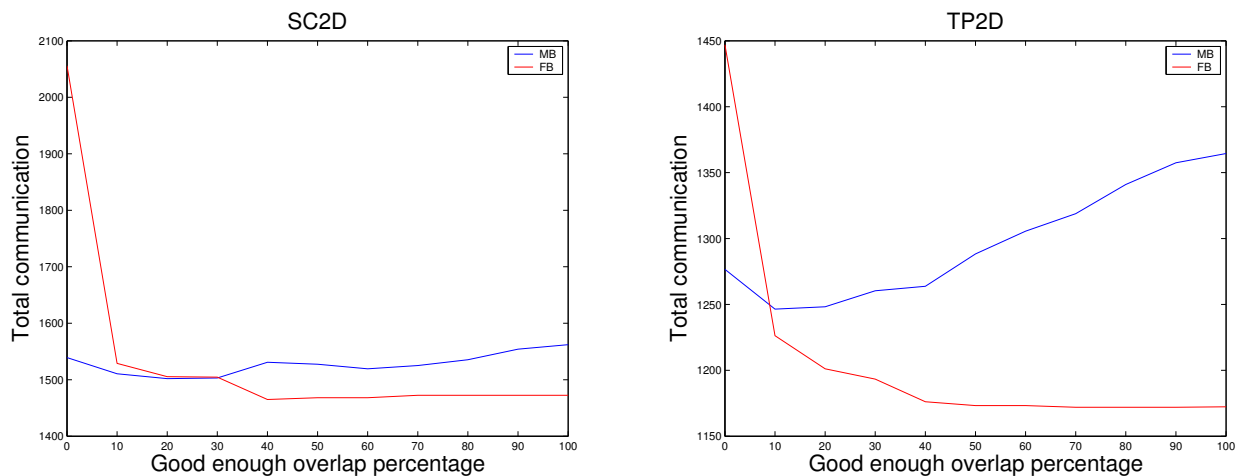 SC2D
2100
2000
1900
1800
1700
1600
1500
1400
Total communication
0 10 20 30 40 50 60 70 80 90 100
Good enough overlap percentage
MB
FB
TP2D
1450
1400
1350
1300
1250
1200
1150
Total communication
0 10 20 30 40 50 60 70 80 90 100
Good enough overlap percentage
MB
FB